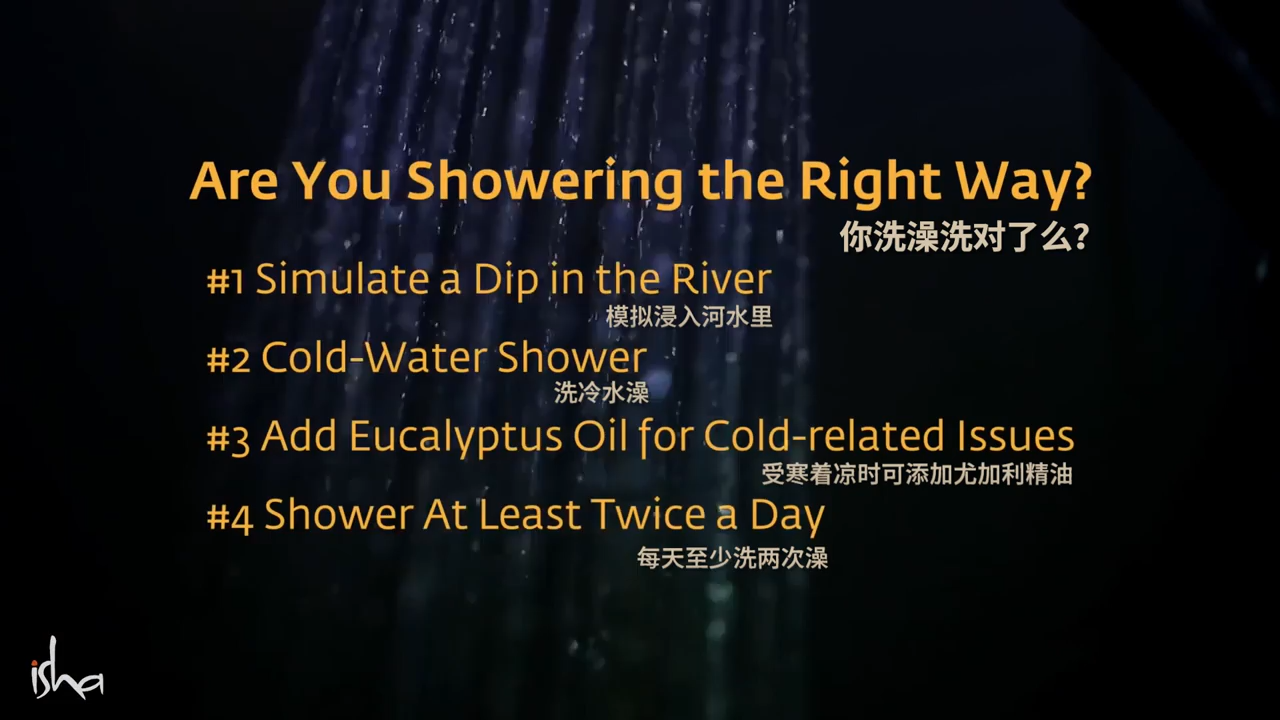 Are You Showering the Right Way?
你洗澡洗对了么?
#1 Simulate a Dip in the River
模拟浸入河水里
#2 Cold-Water Shower
洗冷水澡
#3 Add Eucalyptus Oil for Cold-related Issues
受寒着凉时可添加尤加利精油
#4 Shower At Least Twice a Day
每天至少洗两次澡
isha